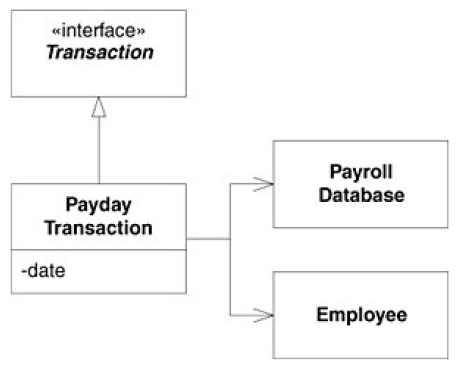 «interface»
Transaction
Payday
Transaction
-date
Payroll
Database
Employee